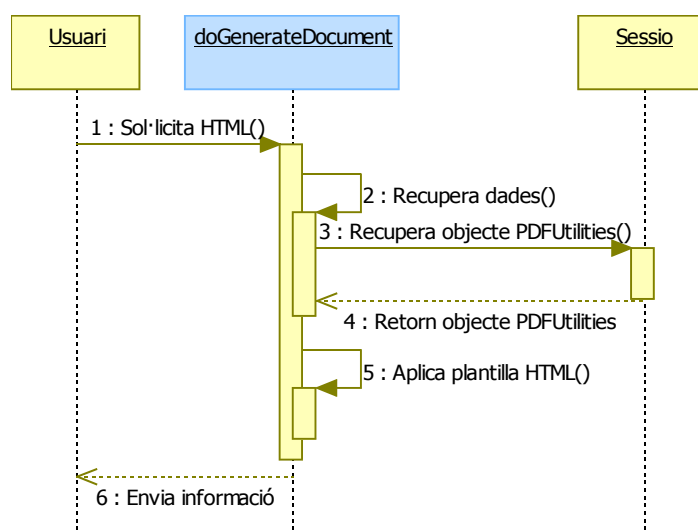 Usuari
doGenerateDocument
Sessio
1 : Sol·licita HTML()
2 : Recupera dades()
3 : Recupera objecte PDFUtilities()
4 : Retorn objecte PDFUtilities
5 : Aplica plantilla HTML()
6 : Envia informació